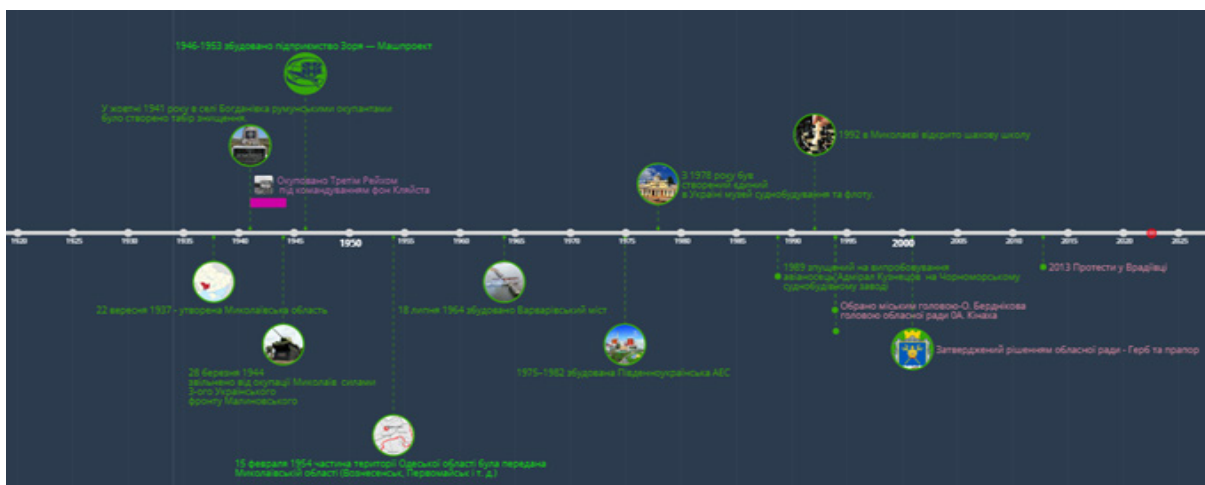 1946-1953 збудовано підприємство Зоря — Машпроект
У жовтні 1941 року в селі Богданівка румунськими окупантами
було створено табір знищення.
Окуповано Третім Рейхом
під командуванням фон Кляйста
1992 в Миколаєві відкрито шахову школу
З 1978 року був
створений єдиний
в Україні музей суднобудування та флоту.
1920 1925 1930 1935 1940 1945 1950 1955 1960 1965 1970 1975 1980 1985 1990 1995 2000 2005 2010 2015 2020 2025
22 вересня 1937 - утворена Миколаївська область
28 березня 1944
звільнено від окупації Миколаїв силами
3-ого Українського
фронту Малиновського
15 февраля 1954 частина території Одеської області була передана
Миколаївській області (Вознесенськ, Первомайськ і т. д.)
18 липня 1964 збудовано Варварівський міст
1975-1982 збудована Південноукраїнська АЕС
1989 зпущений на випробовування
авіаносець,Адмірал Кузнєцов на Чорноморському
суднобудівному заводі
Обрано міським головою-О. Берднікова
головою обласної ради 0А. Кінаха
2013 Протести у Врадіївці
Затверджений рішенням обласної ради - Герб та прапор